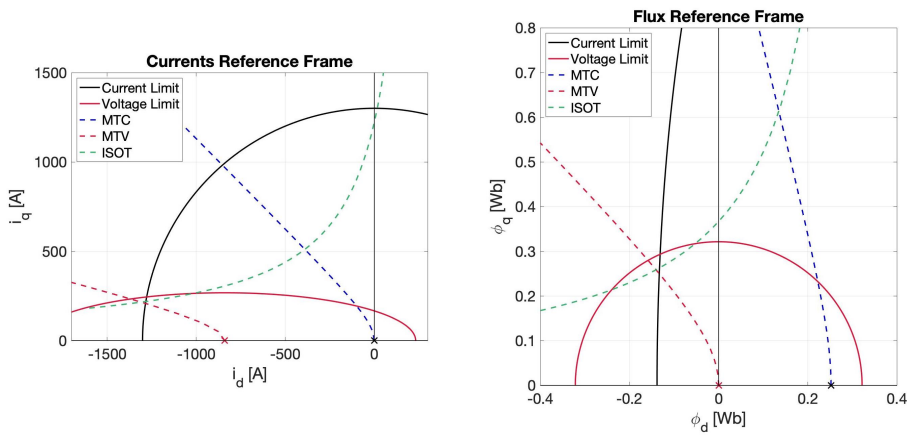 Currents Reference Frame
1500
1000
500
0
i_q [A]
Current Limit
Voltage Limit
MTC
MTV
ISOT
-1500
-1000
-500
0
i_d [A]
Flux Reference Frame
0.8
0.7
0.6
0.5
0.4
0.3
0.2
0.1
0
ϕ_q [Wb]
Current Limit
Voltage Limit
MTC
MTV
ISOT
-0.4
-0.2
0
0.2
0.4
ϕ_d [Wb]